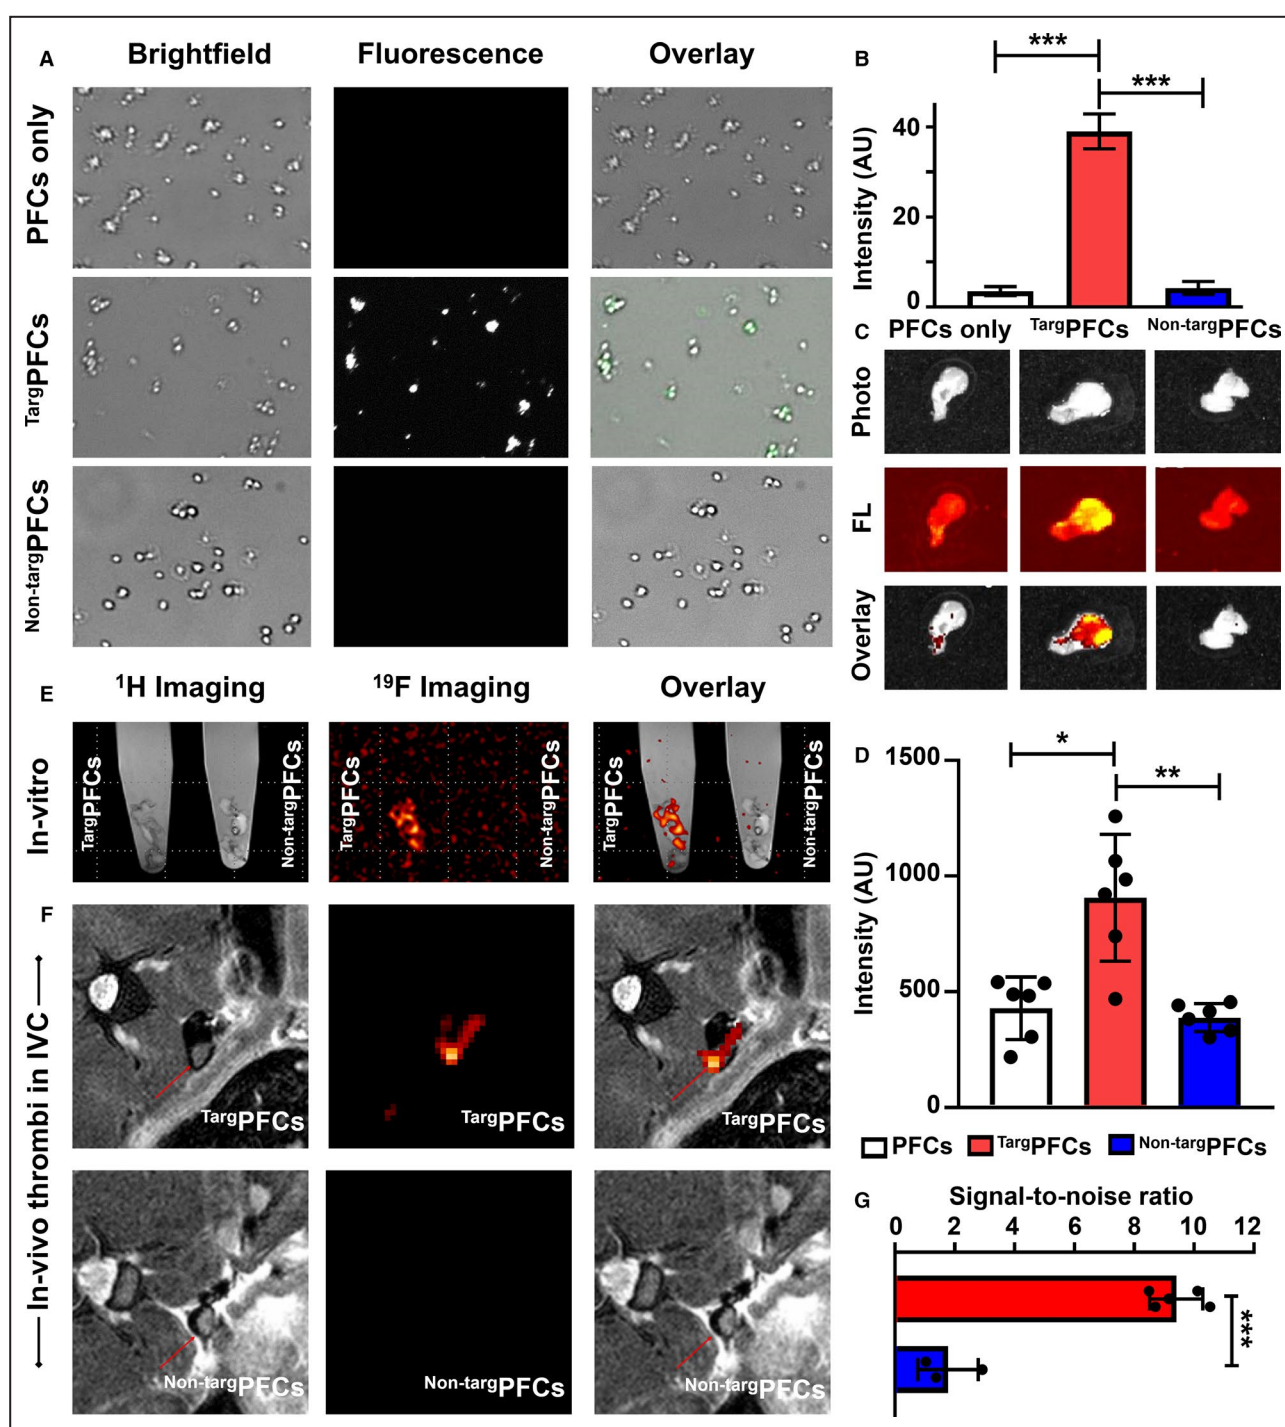 A
Brightfield
Fluorescence
Overlay
PFCs only
TargPFCs
Non-targPFCs
B
***
***
Intensity (AU)
40
20
0
PFCs only
TargPFCs
Non-targPFCs
C
Photo
FL
Overlay
E
1H Imaging
19F Imaging
Overlay
In-vitro
TargPFCs
Non-targPFCs
TargPFCs
Non-targPFCs
TargPFCs
Non-targPFCs
D
*
**
Intensity (AU)
1500
1000
500
0
PFCs
TargPFCs
Non-targPFCs
F
In-vivo thrombi in IVC
TargPFCs
TargPFCs
TargPFCs
Non-targPFCs
Non-targPFCs
Non-targPFCs
G
Signal-to-noise ratio
0 2 4 6 8 10 12
***